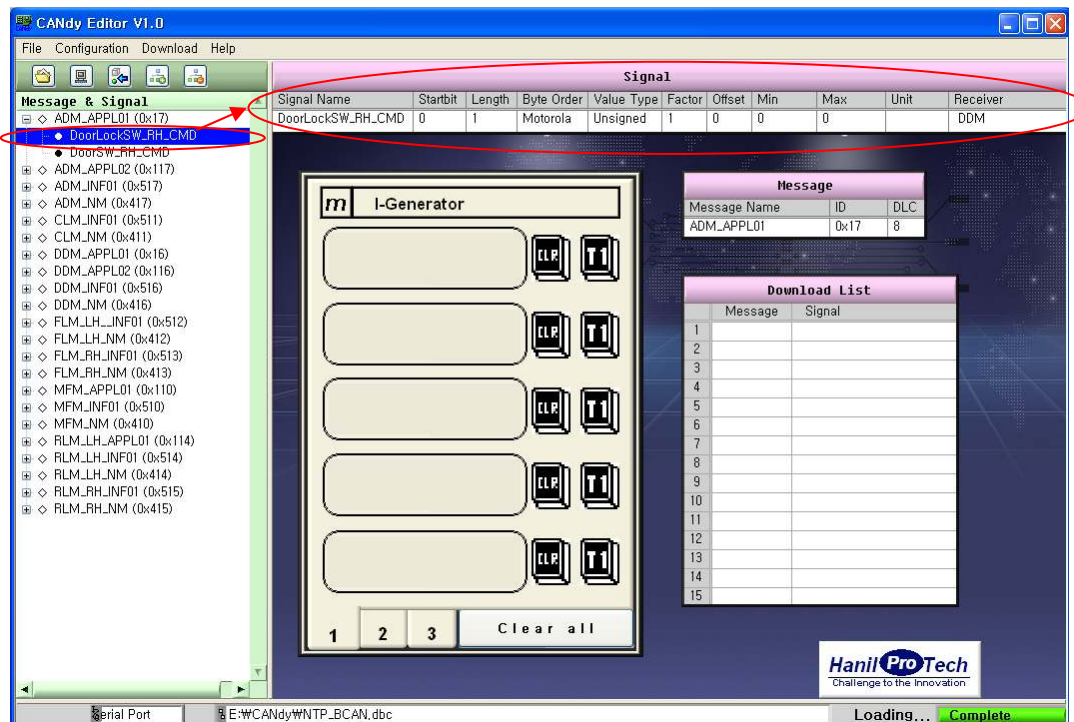 CANdy Editor V1.0
File Configuration Download Help
Message & Signal
ADM_APPL01 (0x17)
DoorLockSW_RH_CMD
DoorSW_RH_CMD
ADM_APPL02 (0x117)
ADM_INF01 (0x517)
ADM_NM (0x417)
CLM_INF01 (0x511)
CLM_NM (0x411)
DDM_APPL01 (0x16)
DDM_APPL02 (0x116)
DDM_INF01 (0x516)
DDM_NM (0x416)
FLM_LH__INF01 (0x512)
FLM_LH_NM (0x412)
FLM_RH_INF01 (0x513)
FLM_RH_NM (0x413)
MFM_APPL01 (0x110)
MFM_INF01 (0x510)
MFM_NM (0x410)
RLM_LH_APPL01 (0x114)
RLM_LH_INF01 (0x514)
RLM_LH_NM (0x414)
RLM_RH_INF01 (0x515)
RLM_RH_NM (0x415)
Signal
Signal Name Startbit Length Byte Order Value Type Factor Offset Min Max Unit Receiver
DoorLockSW_RH_CMD 0 1 Motorola Unsigned 1 0 0 0 DDM
m I-Generator
CLR T1
CLR T1
CLR T1
CLR T1
CLR T1
1 2 3 Clear all
Message
Message Name ID DLC
ADM_APPL01 0x17 8
Download List
Message Signal
1
2
3
4
5
6
7
8
9
10
11
12
13
14
15
Hanil ProTech
Challenge to the Innovation
Serial Port E:₩CANdy₩NTP_BCAN.dbc Loading... Complete